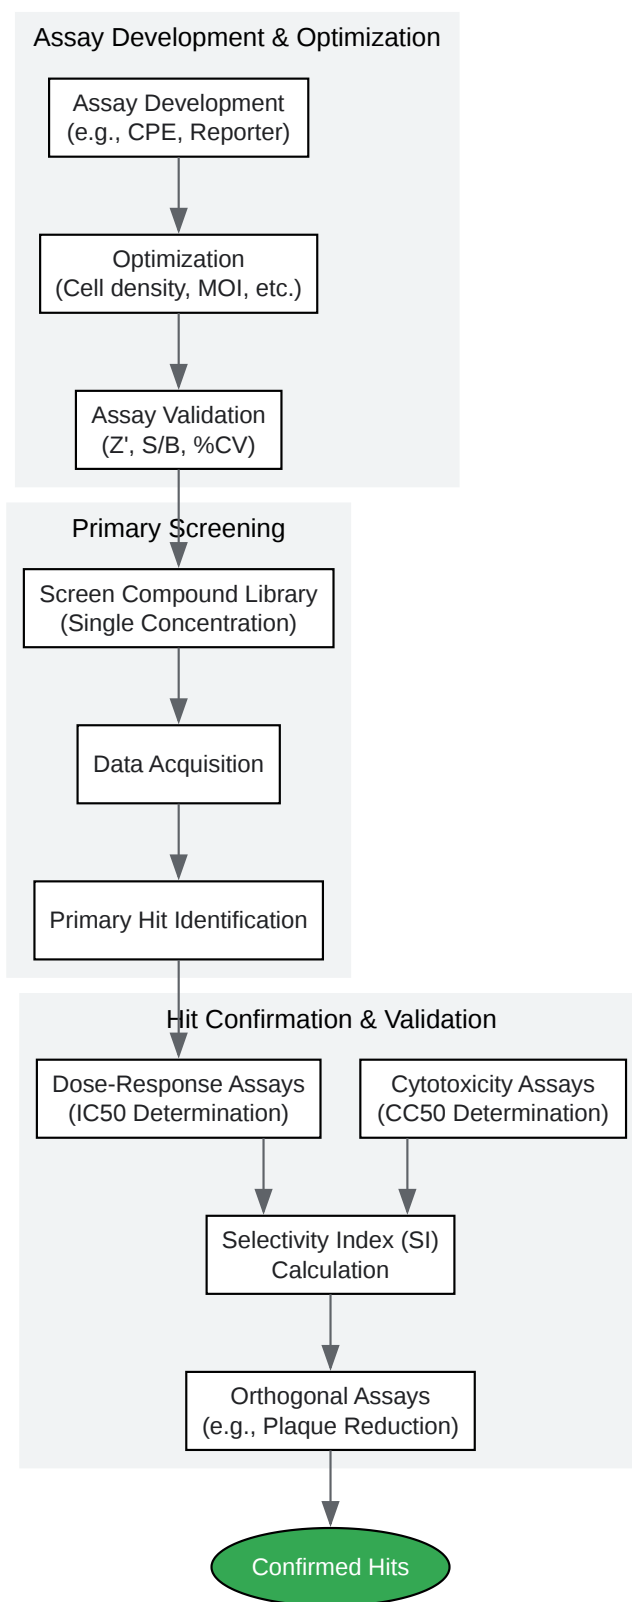 Assay Development & Optimization
Assay Development
(e.g., CPE, Reporter)
Optimization
(Cell density, MOI, etc.)
Assay Validation
(Z', S/B, %CV)
Primary Screening
Screen Compound Library
(Single Concentration)
Data Acquisition
Primary Hit Identification
Hit Confirmation & Validation
Dose-Response Assays
(IC50 Determination)
Cytotoxicity Assays
(CC50 Determination)
Selectivity Index (SI)
Calculation
Orthogonal Assays
(e.g., Plaque Reduction)
Confirmed Hits